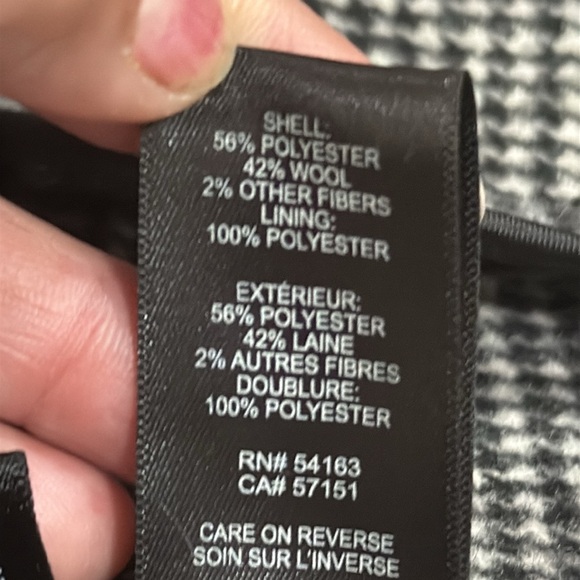 SHELL:
56% POLYESTER
42% WOOL
2% OTHER FIBERS
LINING:
100% POLYESTER
EXTÉRIEUR:
56% POLYESTER
42% LAINE
2% AUTRES FIBRES
DOUBLURE:
100% POLYESTER
RN# 54163
CA# 57151
CARE ON REVERSE
SOIN SUR L'INVERSE